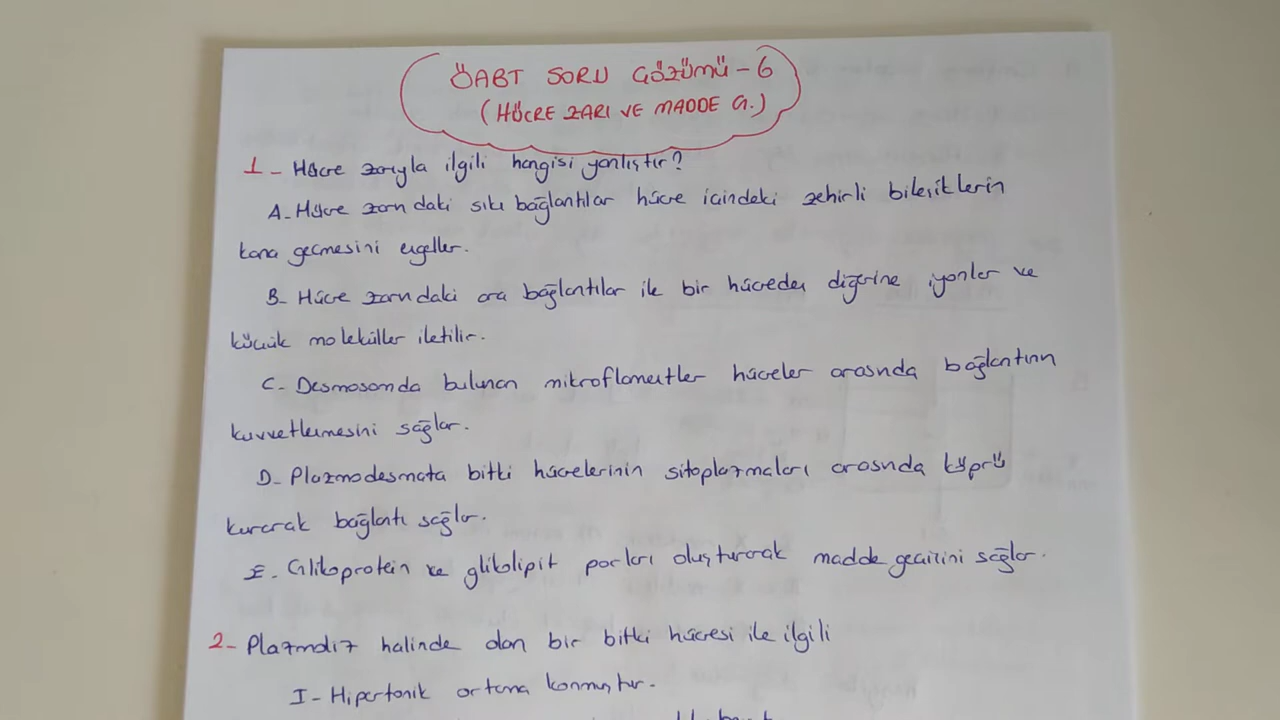 ÖABT SORU ÇÖZÜMÜ - 6
(HÜCRE ZARI VE MADDE G.)
1 - Hücre zarıyla ilgili hangisi yanlıştır?
A - Hücre zarındaki sıkı bağlantılar hücre içindeki zehirli bileşiklerin
kana geçmesini engeller.
B - Hücre zarındaki ara bağlantılar ile bir hücreden diğerine iyonlar ve
küçük moleküller iletilir.
C - Desmosomda bulunan mikroflamentler hücreler arasında bağlantının
kuvvetlenmesini sağlar.
D - Plazmodesmata bitki hücrelerinin sitoplazmaları arasında köprü
kurarak bağlantı sağlar.
E - Glikoprotein ve glikolipit porları oluşturarak madde geçişini sağlar.
2 - Plazmoliz halinde olan bir bitki hücresi ile ilgili
I - Hipertonik ortama konmuştur.